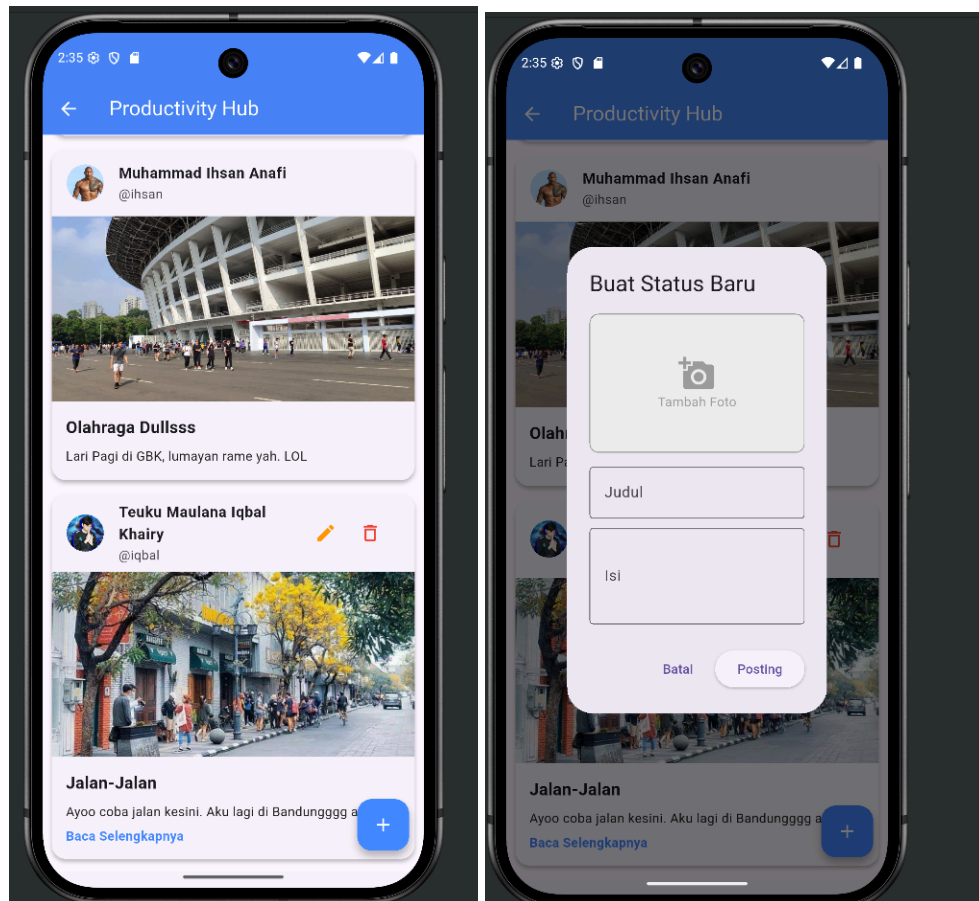 2:35
Productivity Hub
Muhammad Ihsan Anafi
@ihsan
Olahraga Dullsss
Lari Pagi di GBK, lumayan rame yah. LOL
Teuku Maulana Iqbal
Khairy
@iqbal
Jalan-Jalan
Ayoo coba jalan kesini. Aku lagi di Bandungggg a
Baca Selengkapnya
2:35
Productivity Hub
Muhammad Ihsan Anafi
@ihsan
Buat Status Baru
Tambah Foto
Olah
Lari Pa
Judul
Isi
Batal
Posting
Jalan-Jalan
Ayoo coba jalan kesini. Aku lagi di Bandungggg a
Baca Selengkapnya